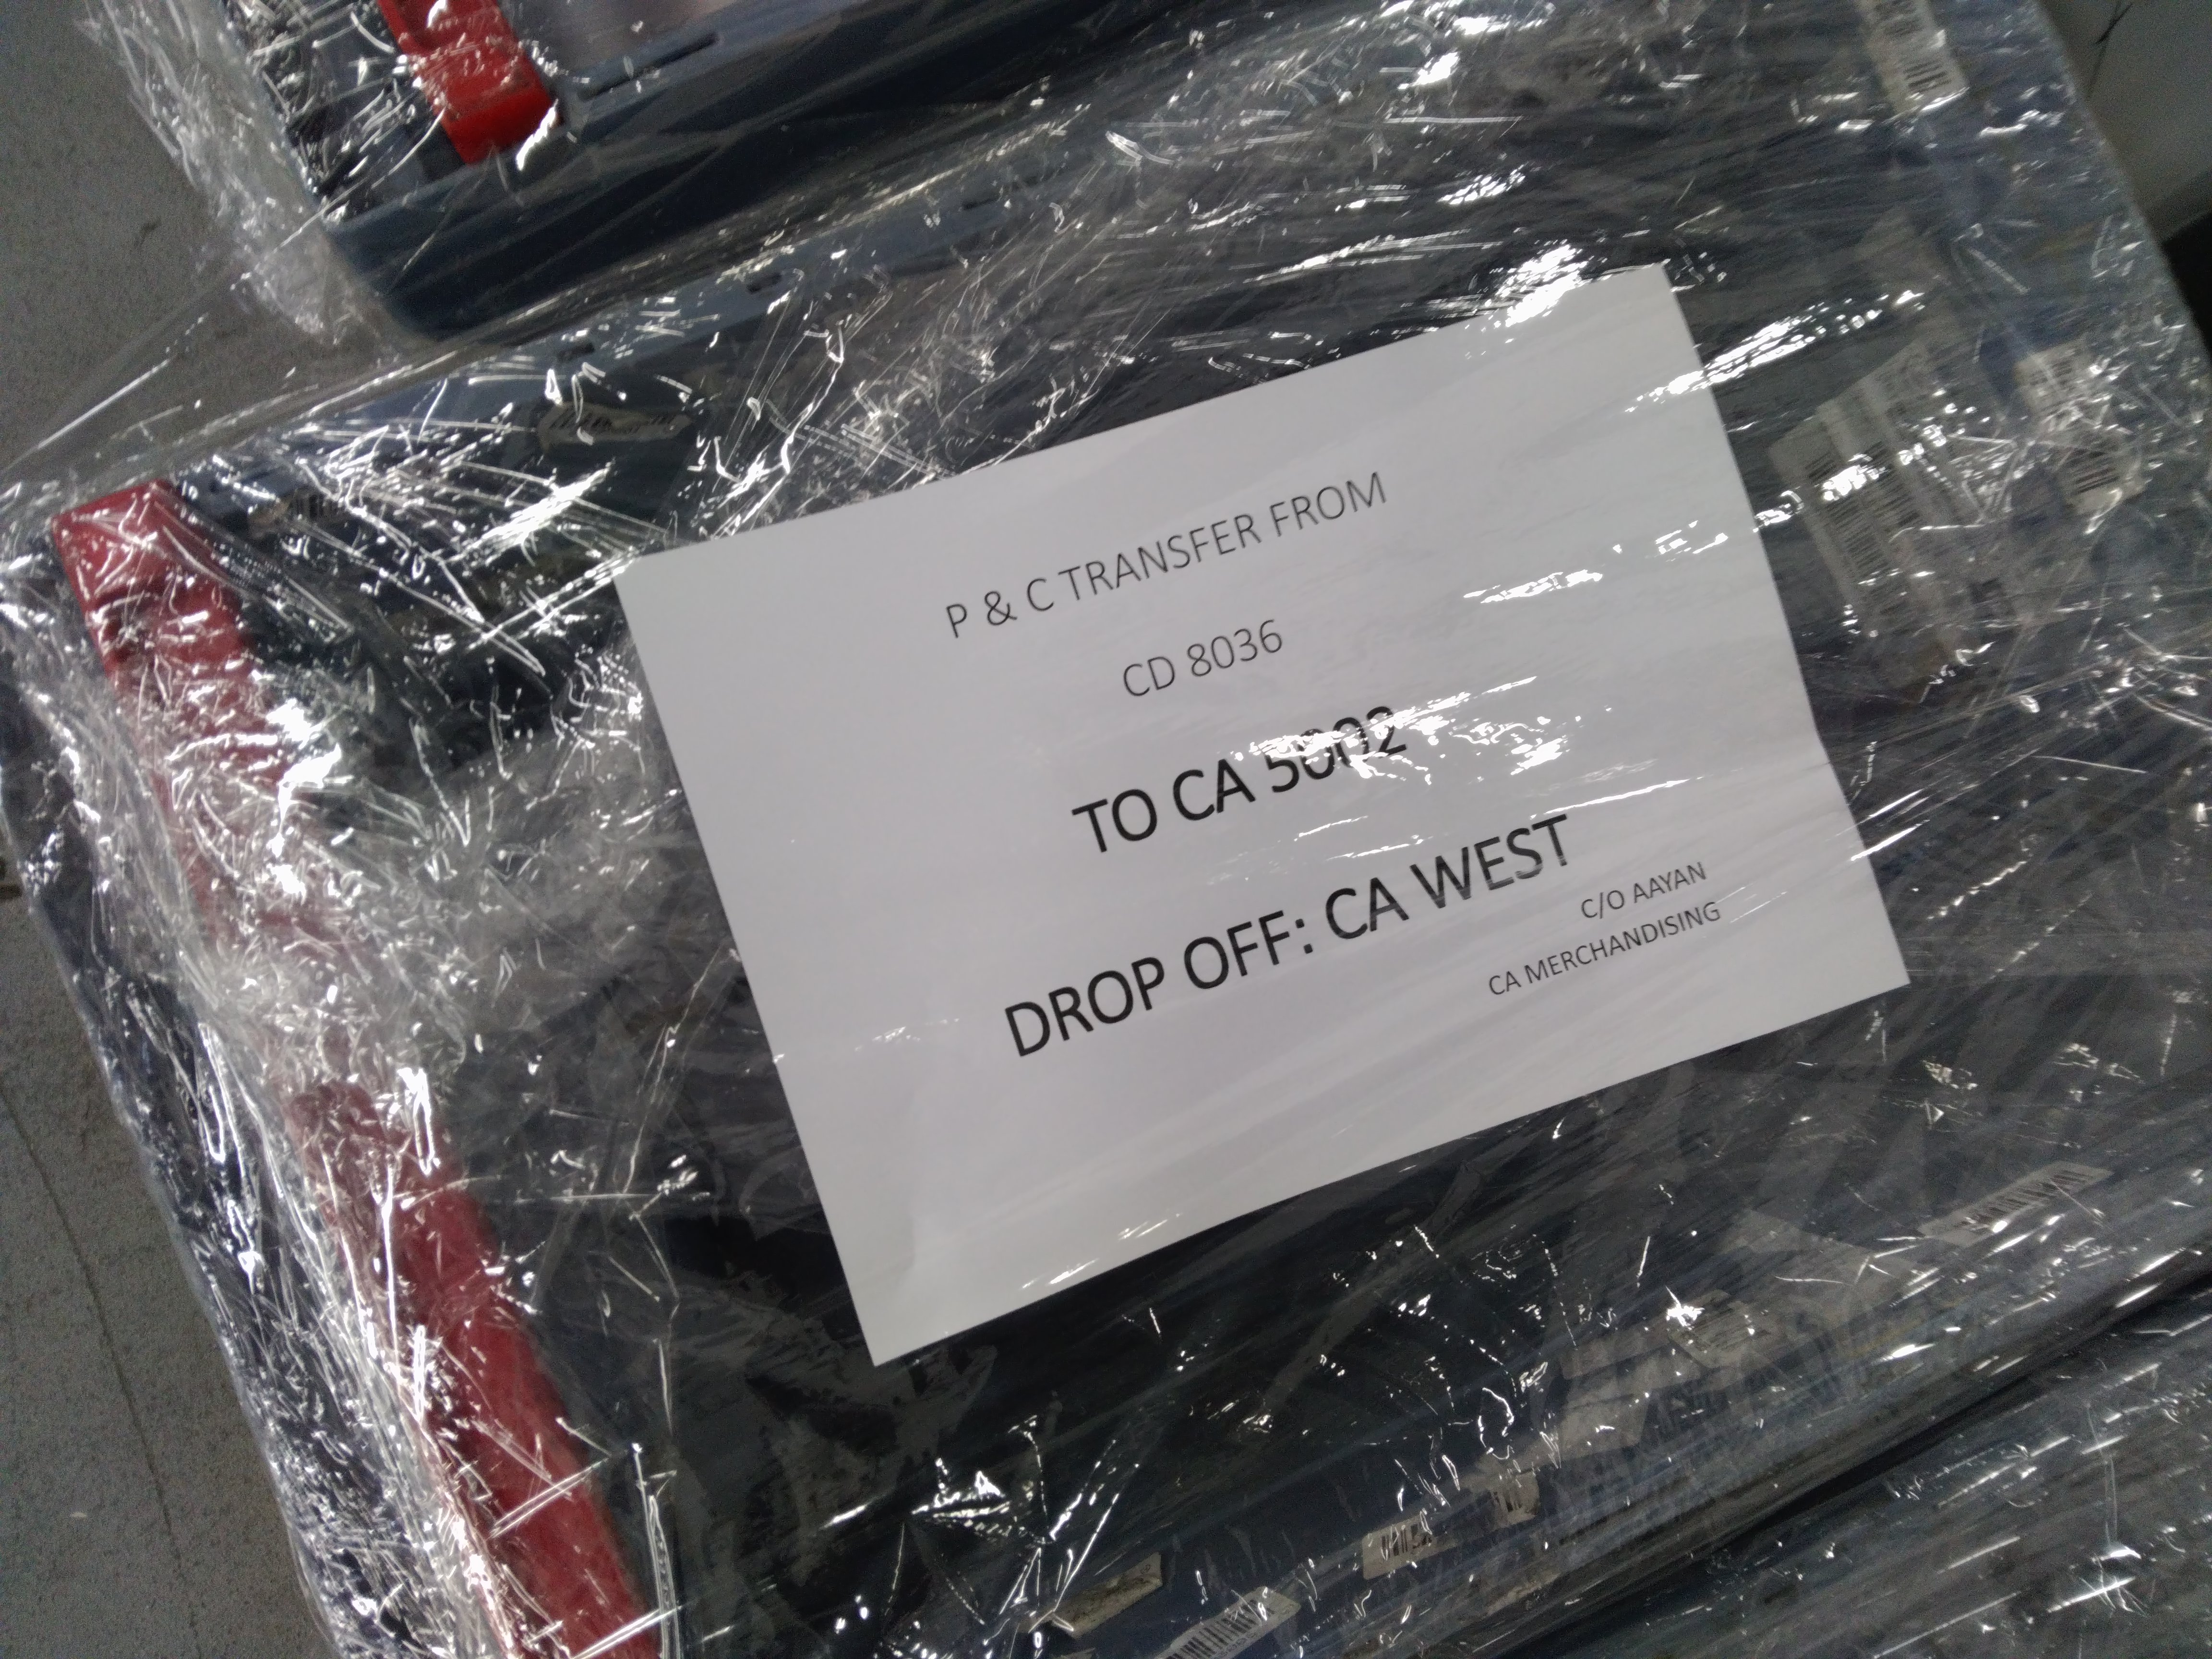 P & C TRANSFER FROM
CD 8036
TO CA 5002
DROP OFF: CA WEST
C/O AAYAN
CA MERCHANDISING